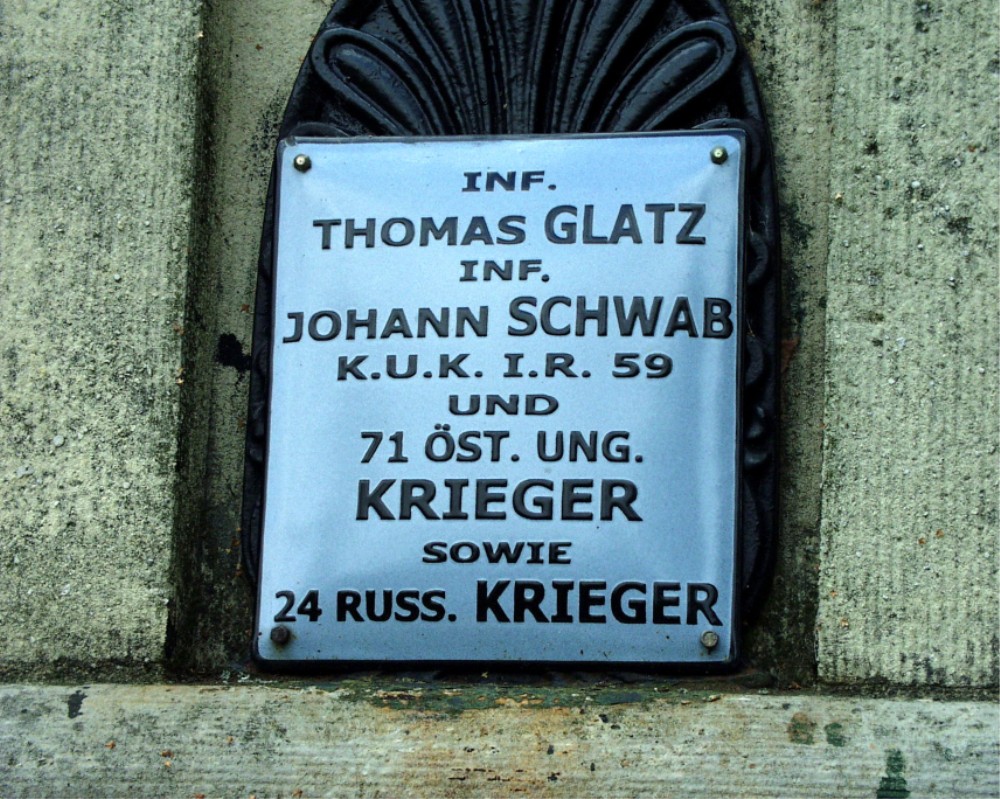 INF.
THOMAS GLATZ
INF.
JOHANN SCHWAB
K.U.K. I.R. 59
UND
71 ÖST. UNG.
KRIEGER
SOWIE
24 RUSS. KRIEGER